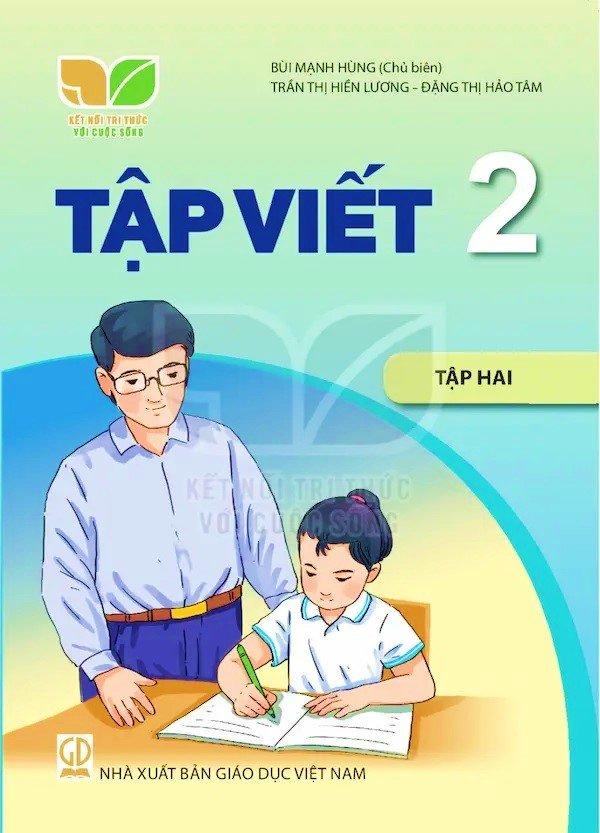 BÙI MẠNH HÙNG (Chủ biên)
TRẦN THỊ HIỀN LƯƠNG – ĐẶNG THỊ HẢO TÂM
KẾT NỐI TRI THỨC
VỚI CUỘC SỐNG
TẬP VIẾT 2
TẬP HAI
KẾT NỐI TRI THỨC
VỚI CUỘC SỐNG
GD
NHÀ XUẤT BẢN GIÁO DỤC VIỆT NAM